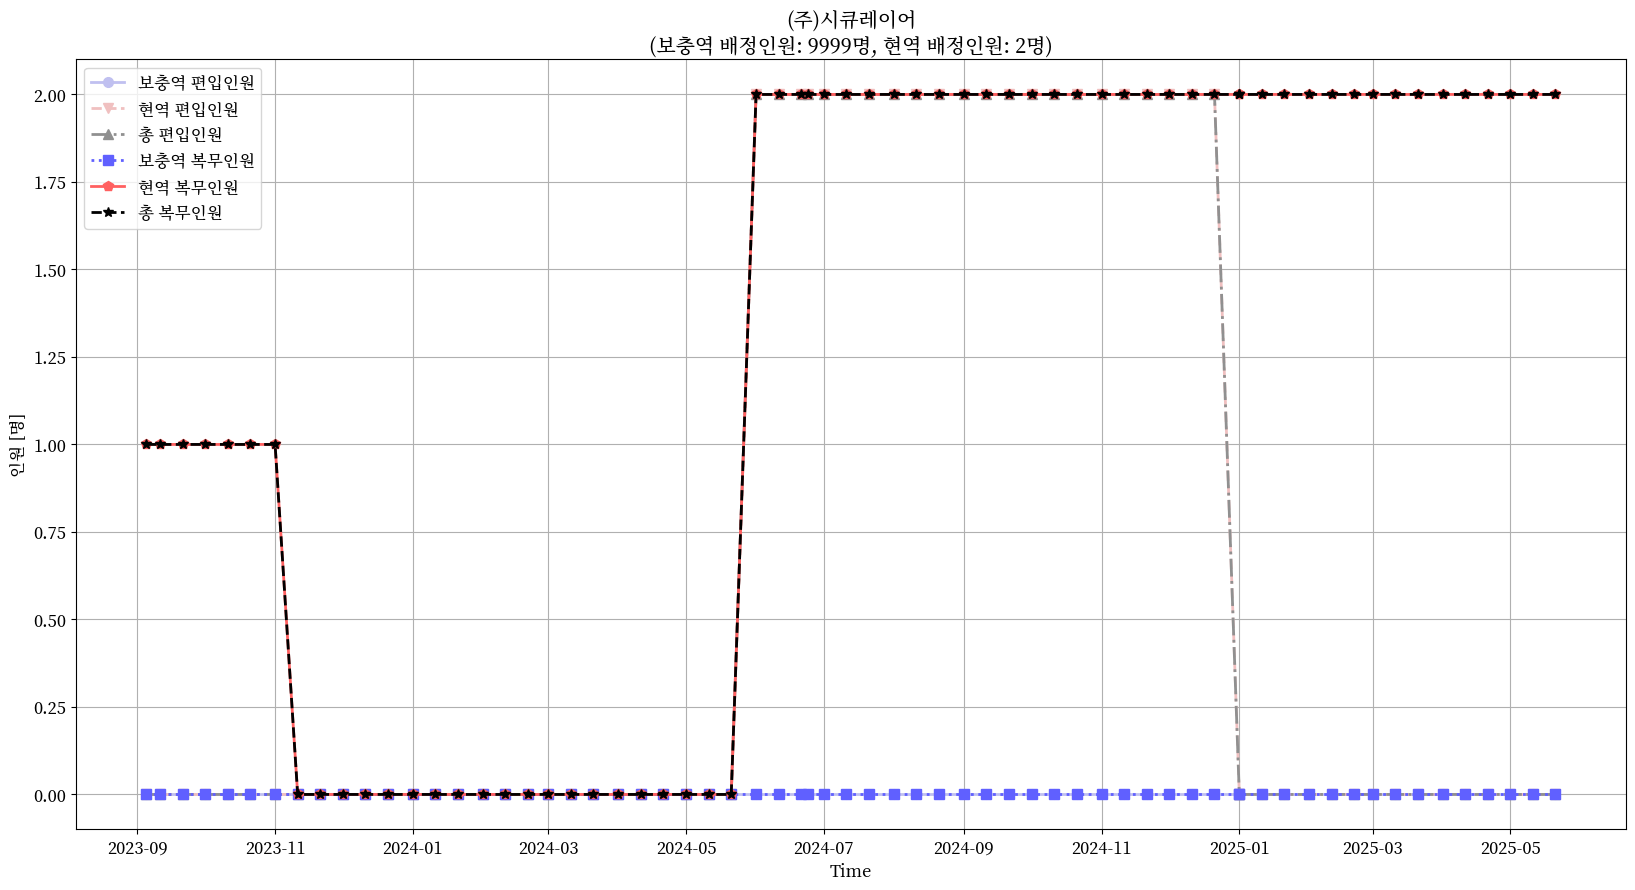 (주)시큐레이어
(보충역 배정인원: 9999명, 현역 배정인원: 2명)
보충역 편입인원
현역 편입인원
총 편입인원
보충역 복무인원
현역 복무인원
총 복무인원
인원 [명]
2.00
1.75
1.50
1.25
1.00
0.75
0.50
0.25
0.00
2023-09 2023-11 2024-01 2024-03 2024-05 2024-07 2024-09 2024-11 2025-01 2025-03 2025-05
Time